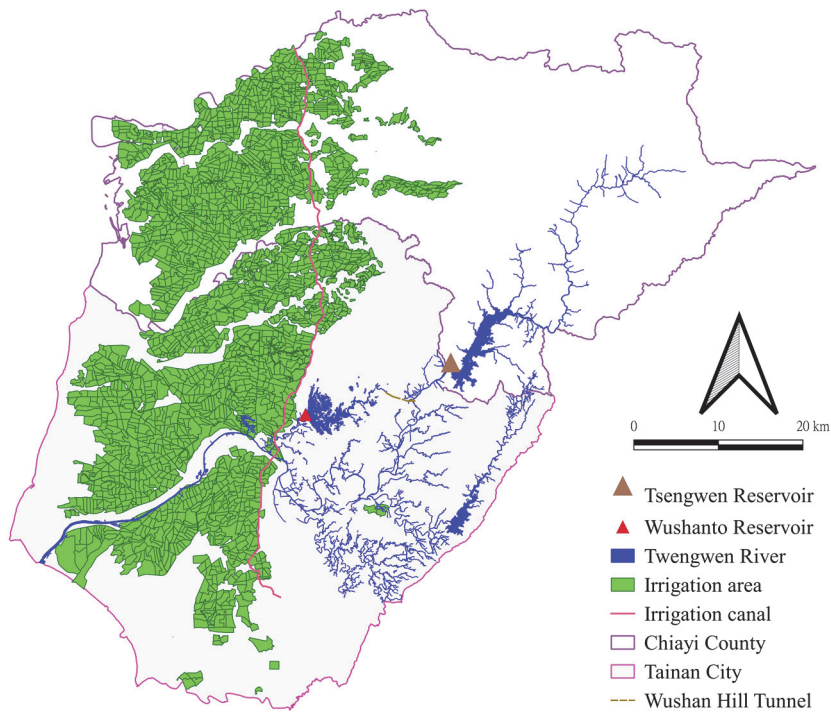 0 10 20 km
Tsengwen Reservoir
Wushanto Reservoir
Twengwen River
Irrigation area
Irrigation canal
Chiayi County
Tainan City
Wushan Hill Tunnel